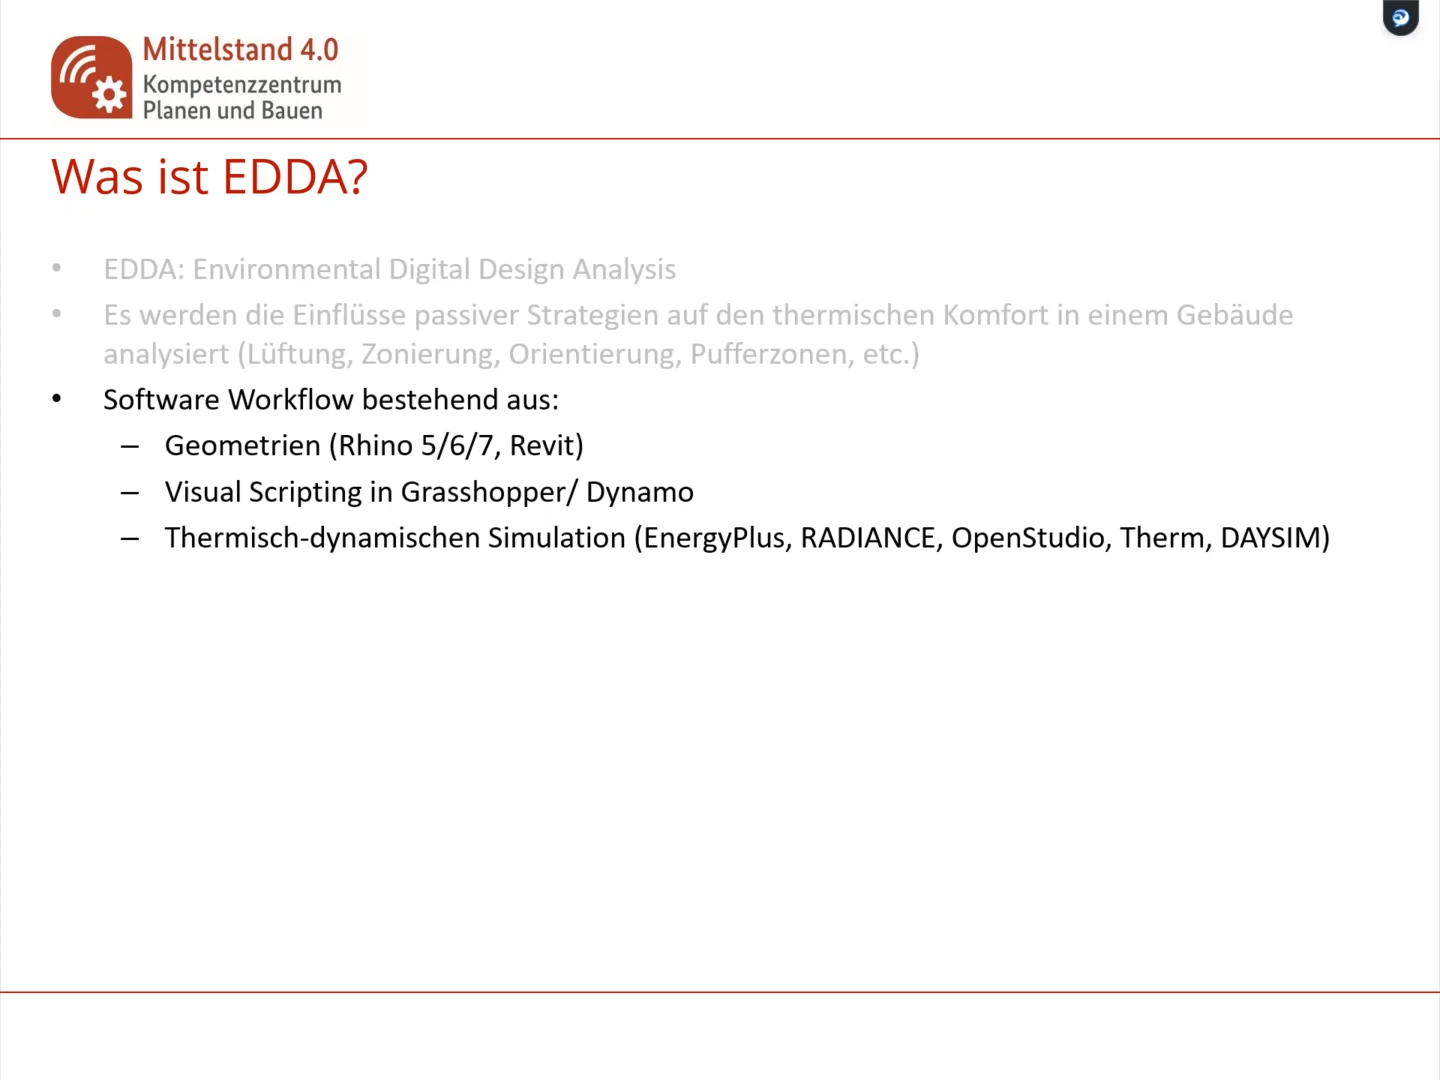 Mittelstand 4.0
Kompetenzzentrum
Planen und Bauen
Was ist EDDA?
• EDDA: Environmental Digital Design Analysis
• Es werden die Einflüsse passiver Strategien auf den thermischen Komfort in einem Gebäude
analysiert (Lüftung, Zonierung, Orientierung, Pufferzonen, etc.)
• Software Workflow bestehend aus:
– Geometrien (Rhino 5/6/7, Revit)
– Visual Scripting in Grasshopper/ Dynamo
– Thermisch-dynamischen Simulation (EnergyPlus, RADIANCE, OpenStudio, Therm, DAYSIM)